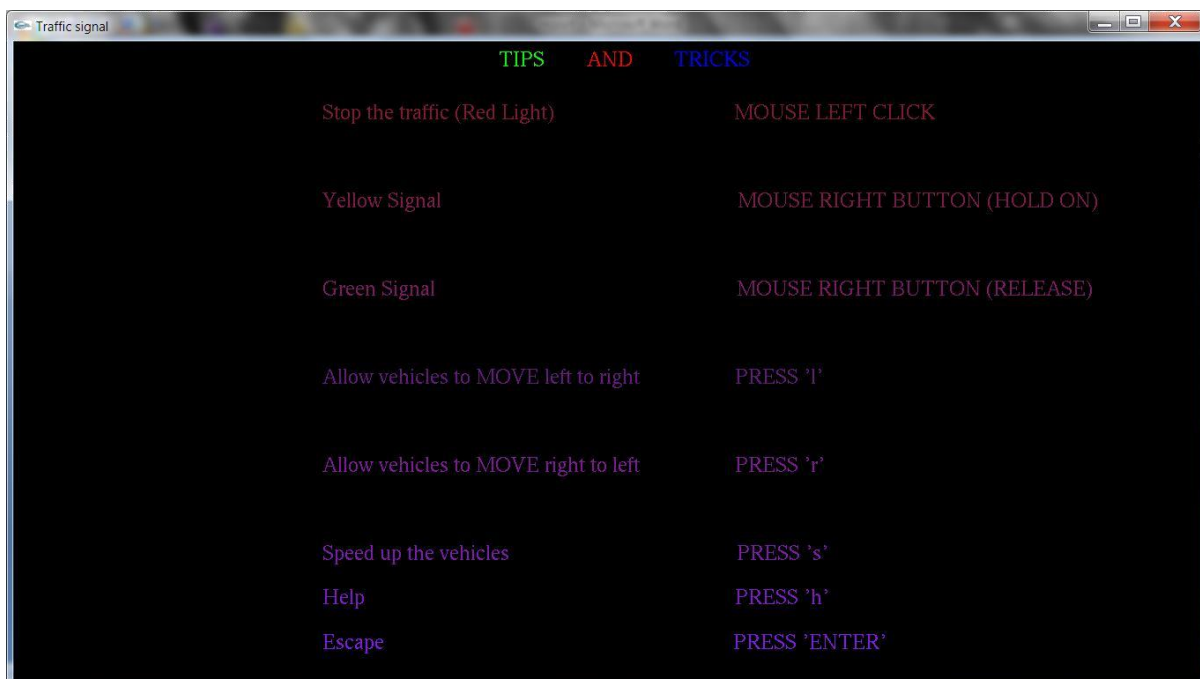 Traffic signal
TIPS AND TRICKS
Stop the traffic (Red Light) MOUSE LEFT CLICK
Yellow Signal MOUSE RIGHT BUTTON (HOLD ON)
Green Signal MOUSE RIGHT BUTTON (RELEASE)
Allow vehicles to MOVE left to right PRESS 'l'
Allow vehicles to MOVE right to left PRESS 'r'
Speed up the vehicles PRESS 's'
Help PRESS 'h'
Escape PRESS 'ENTER'